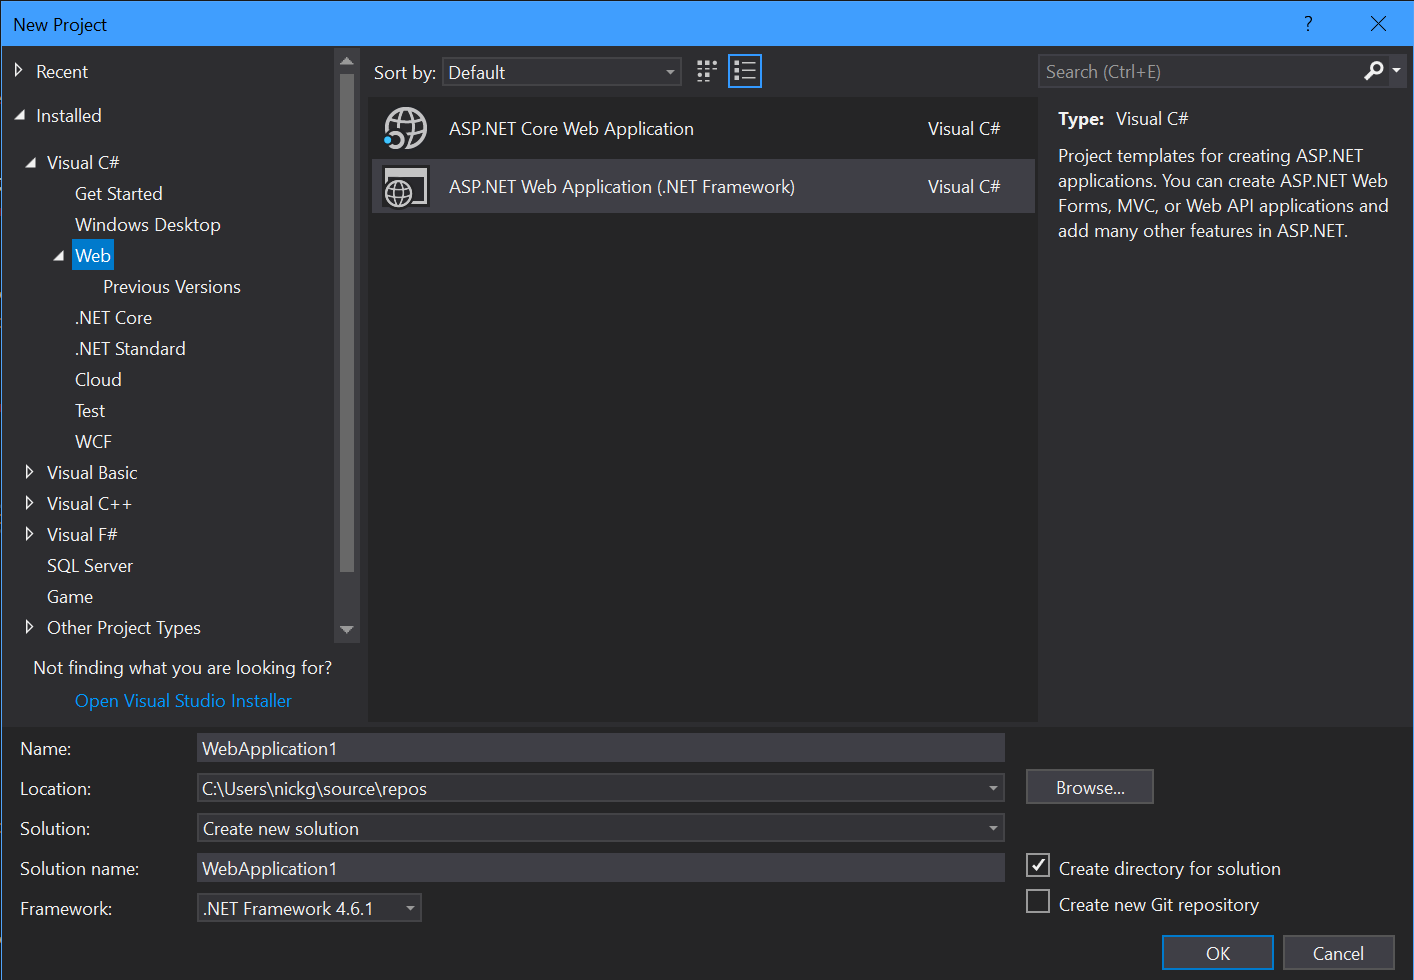 New Project
?
Recent
Installed
Visual C#
Get Started
Windows Desktop
Web
Previous Versions
.NET Core
.NET Standard
Cloud
Test
WCF
Visual Basic
Visual C++
Visual F#
SQL Server
Game
Other Project Types
Not finding what you are looking for?
Open Visual Studio Installer
Sort by: Default
ASP.NET Core Web Application Visual C#
ASP.NET Web Application (.NET Framework) Visual C#
Search (Ctrl+E)
Type: Visual C#
Project templates for creating ASP.NET
applications. You can create ASP.NET Web
Forms, MVC, or Web API applications and
add many other features in ASP.NET.
Name: WebApplication1
Location: C:\Users\nickg\source\repos
Browse...
Solution: Create new solution
Solution name: WebApplication1
Create directory for solution
Framework: .NET Framework 4.6.1
Create new Git repository
OK
Cancel